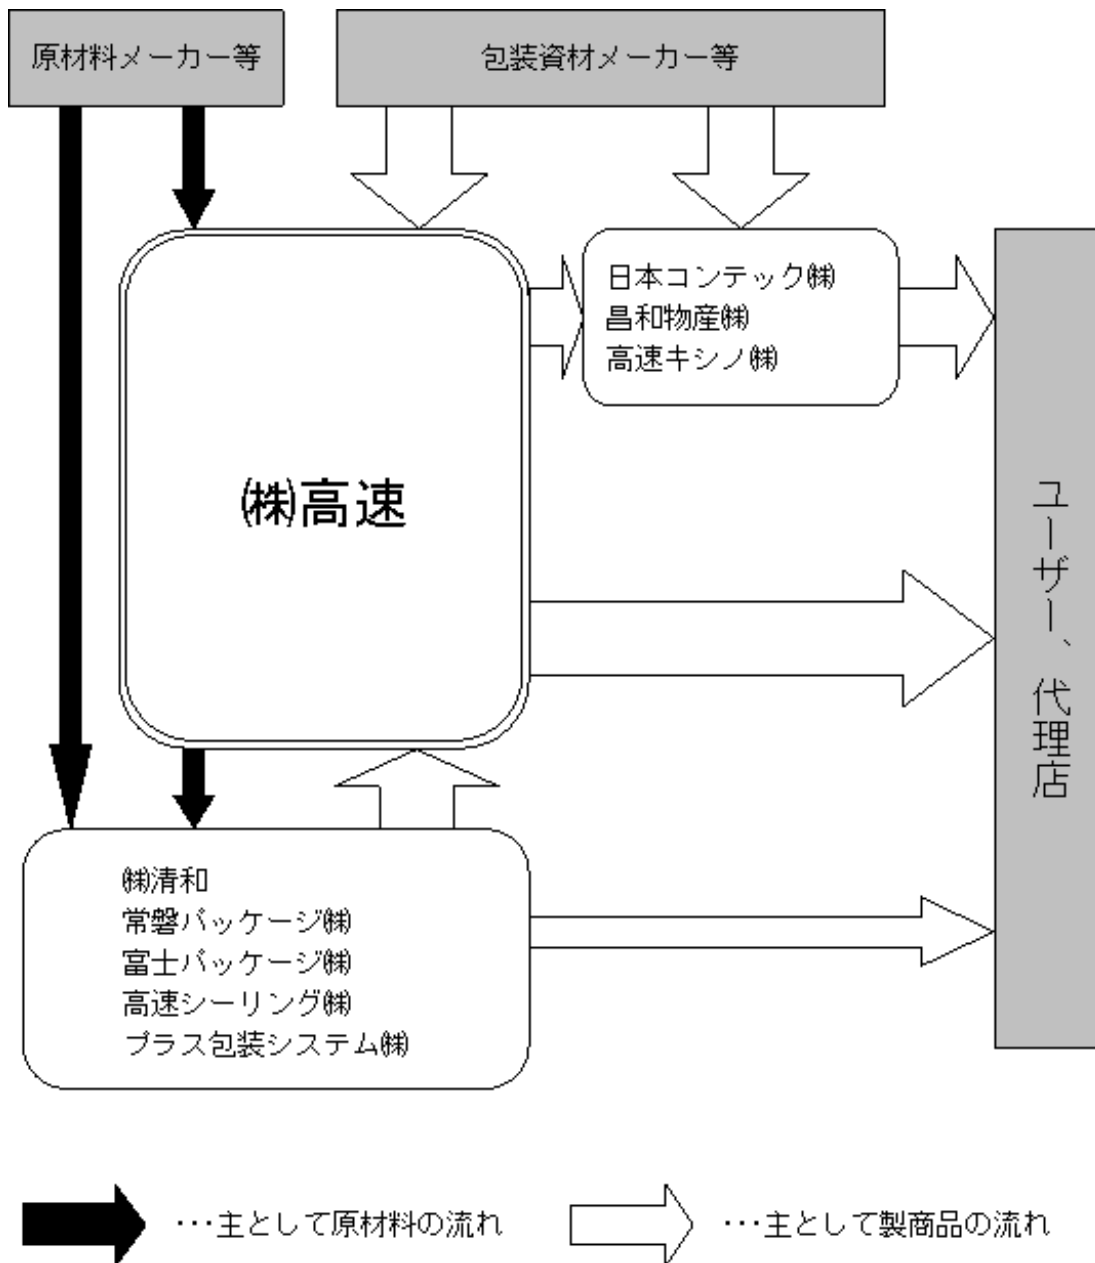 原材料メーカー等
包装資材メーカー等
日本コンテック㈱
昌和物産㈱
高速キシノ㈱
㈱高速
ユーザー、代理店
㈱清和
常磐パッケージ㈱
富士パッケージ㈱
高速シーリング㈱
プラス包装システム㈱
･･･主として原材料の流れ
･･･主として製商品の流れ